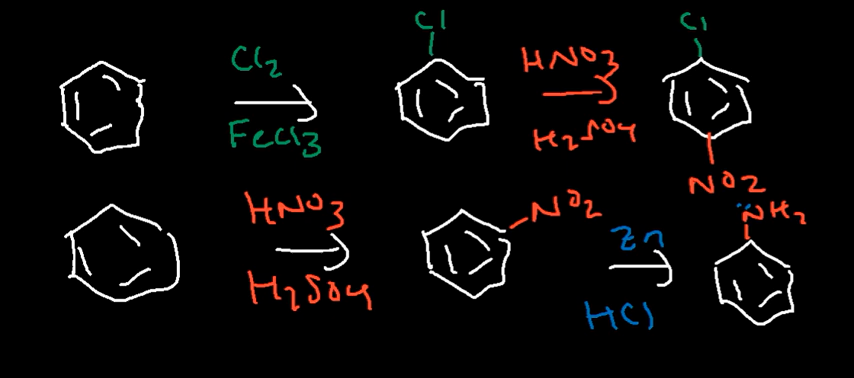 Cl Cl
Cl₂ HNO3
FeCl3 H₂SO4
NO2
HNO3 NO₂ Zn :NH₂
H₂SO4 HCl